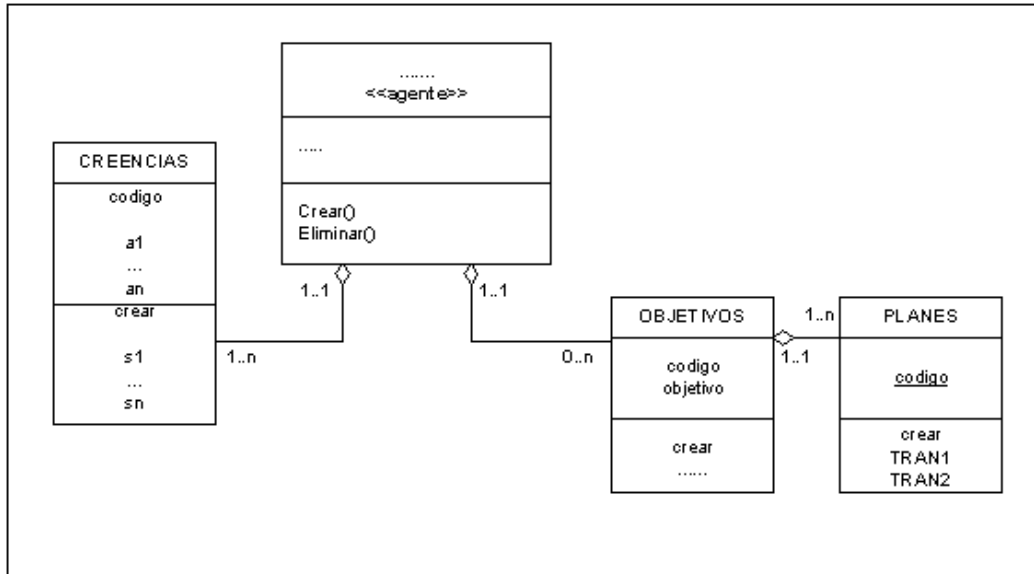 .......
<<agente>>
.....
Crear()
Eliminar()
CREENCIAS
codigo
a1
...
an
crear
s1
...
sn
1..1
1..1
1..n
0..n
OBJETIVOS
codigo
objetivo
crear
......
1..n
1..1
PLANES
codigo
crear
TRAN1
TRAN2